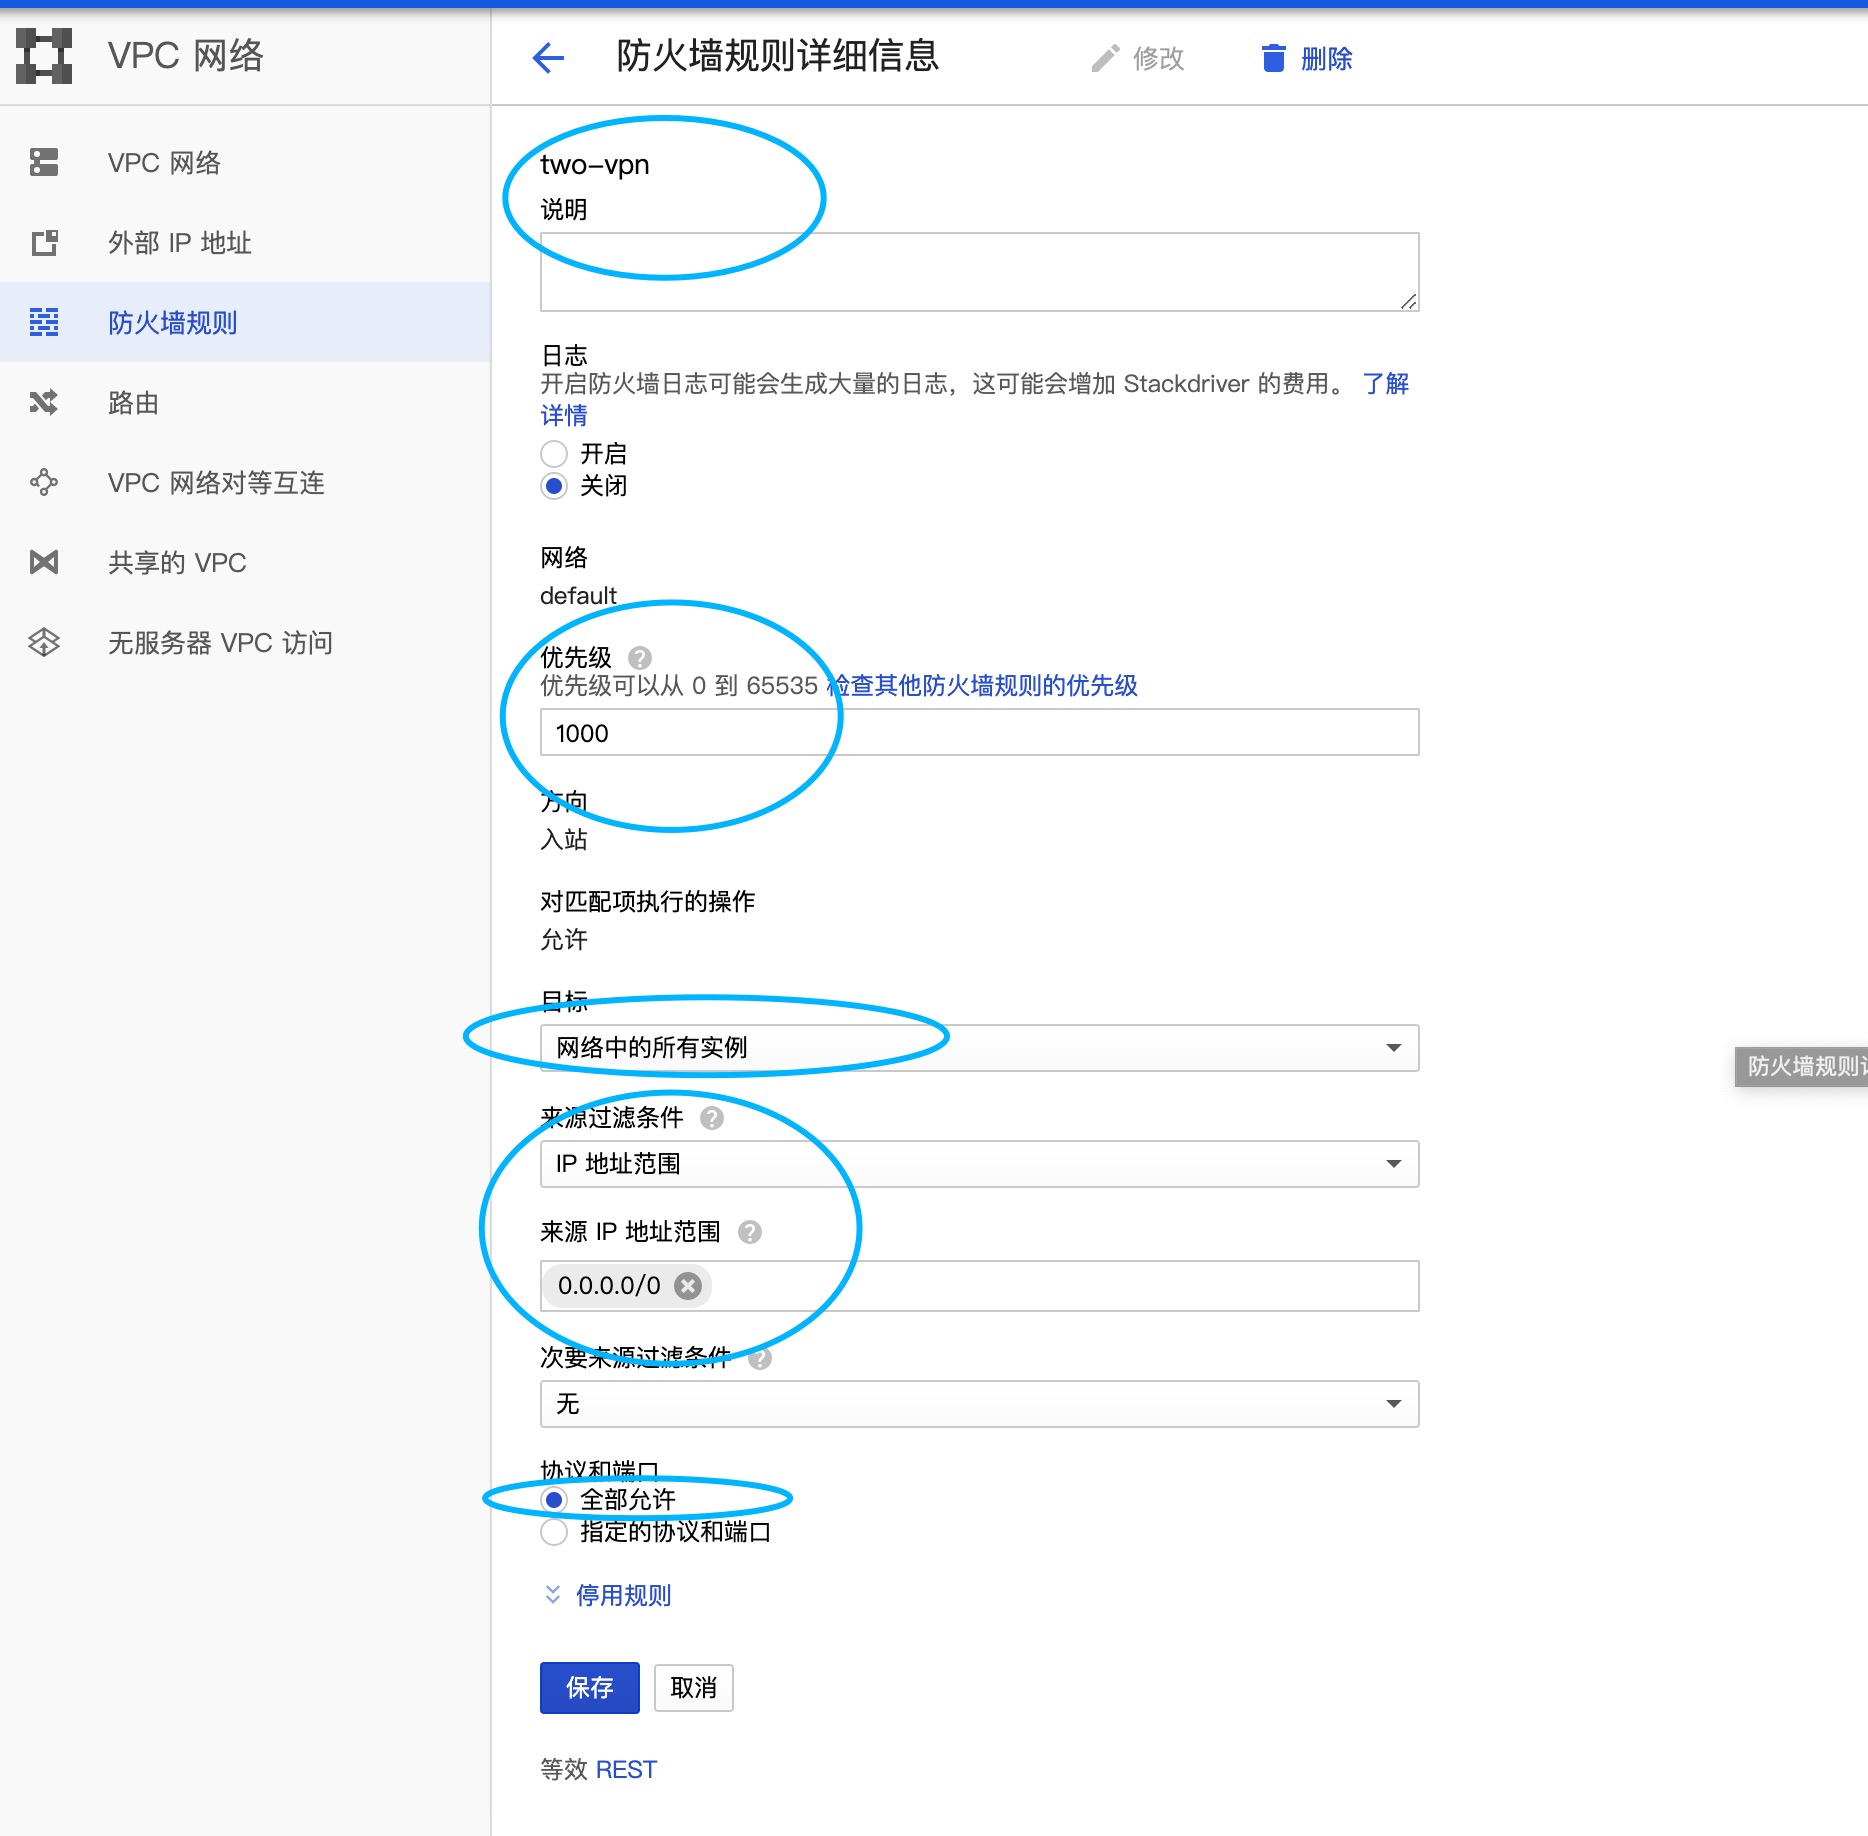 VPC 网络
防火墙规则详细信息
修改
删除
VPC 网络
外部 IP 地址
防火墙规则
路由
VPC 网络对等互连
共享的 VPC
无服务器 VPC 访问
two-vpn
说明
日志
开启防火墙日志可能会生成大量的日志，这可能会增加 Stackdriver 的费用。 了解
详情
开启
关闭
网络
default
优先级
优先级可以从 0 到 65535 检查其他防火墙规则的优先级
1000
方向
入站
对匹配项执行的操作
允许
目标
网络中的所有实例
来源过滤条件
IP 地址范围
来源 IP 地址范围
0.0.0.0/0
次要来源过滤条件
无
协议和端口
全部允许
指定的协议和端口
停用规则
保存
取消
等效 REST
防火墙规则